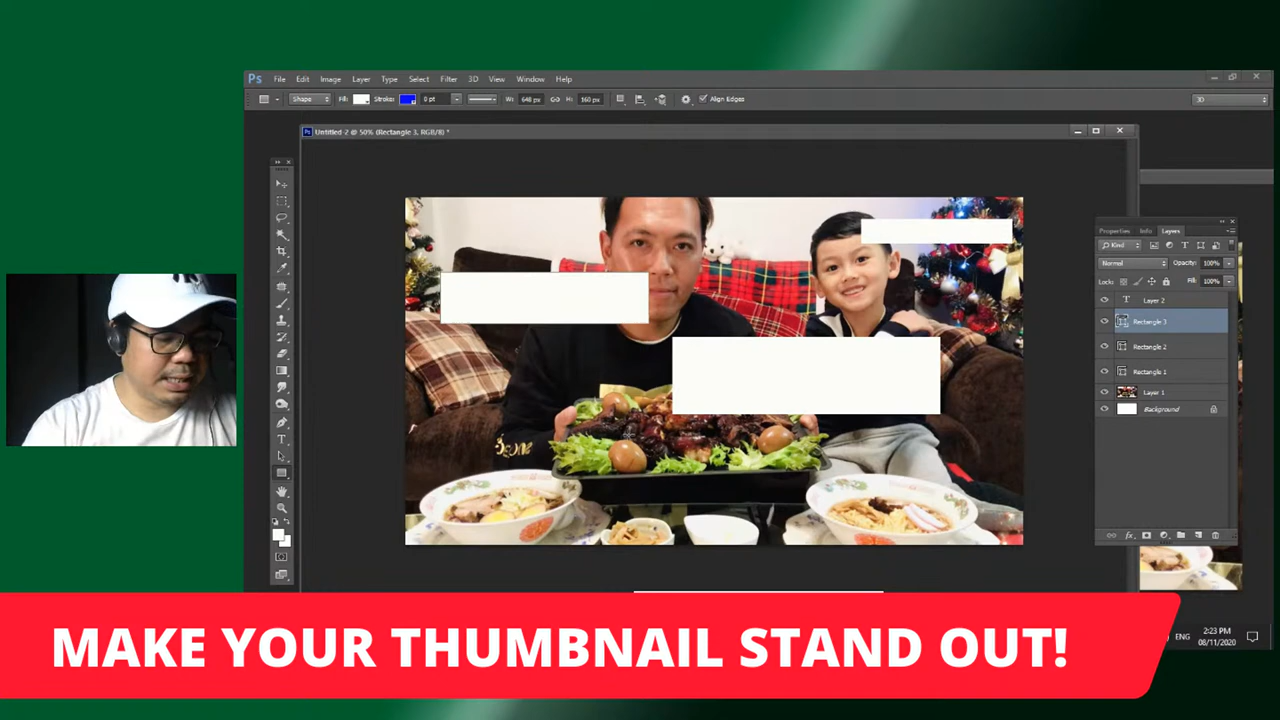 Ps File Edit Image Layer Type Select Filter 3D View Window Help
Shape Fill: Stroke: 0 pt W: 648 px H: 160 px Align Edges 3D
Untitled-2 @ 50% (Rectangle 3, RGB/8) *
Properties Info Layers
Kind
Normal Opacity: 100%
Locks: Fill: 100%
T Layer 2
Rectangle 3
Rectangle 2
Rectangle 1
Layer 1
Background
fx
MAKE YOUR THUMBNAIL STAND OUT!
ENG
2:23 PM
08/11/2020